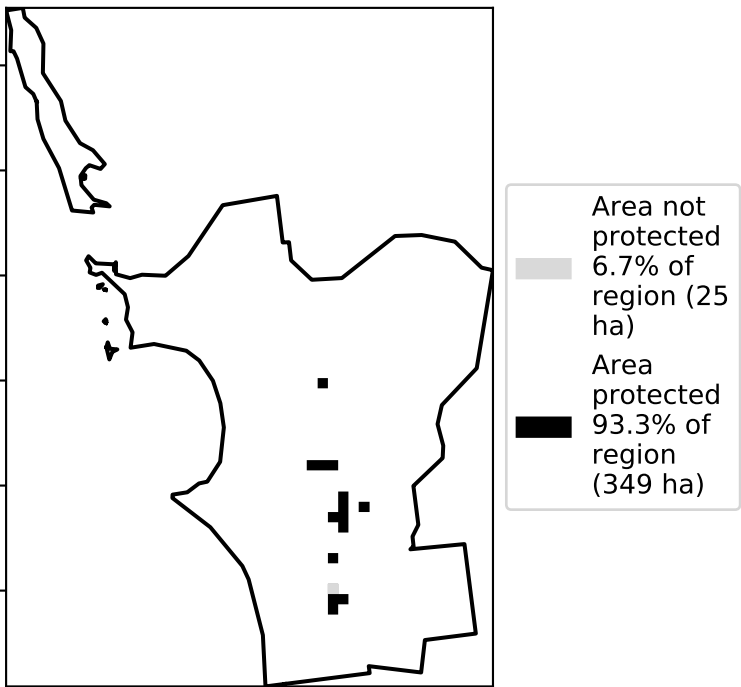 Area not
protected
6.7% of
region (25
ha)
Area
protected
93.3% of
region
(349 ha)